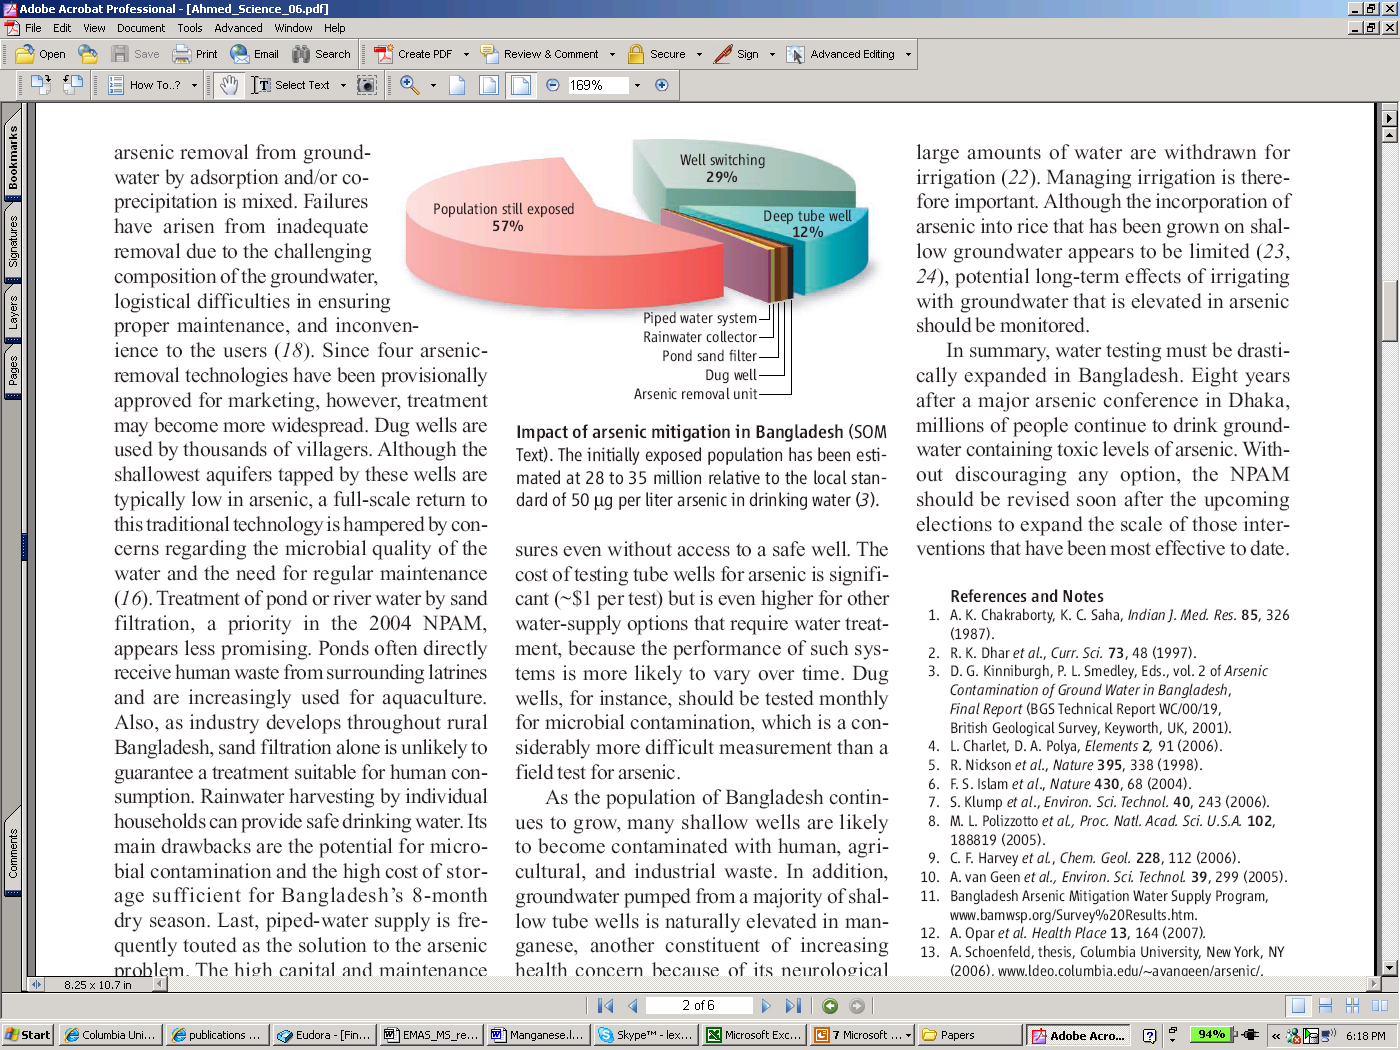 Adobe Acrobat Professional - [Ahmed_Science_06.pdf]
File Edit View Document Tools Advanced Window Help
Open Save Print Email Search Create PDF Review & Comment Secure Sign Advanced Editing
How To..? Select Text 169%
Bookmarks
Signatures
Layers
Pages
Comments
arsenic removal from ground-
water by adsorption and/or co-
precipitation is mixed. Failures
have arisen from inadequate
removal due to the challenging
composition of the groundwater,
logistical difficulties in ensuring
proper maintenance, and inconven-
ience to the users (18). Since four arsenic-
removal technologies have been provisionally
approved for marketing, however, treatment
may become more widespread. Dug wells are
used by thousands of villagers. Although the
shallowest aquifers tapped by these wells are
typically low in arsenic, a full-scale return to
this traditional technology is hampered by con-
cerns regarding the microbial quality of the
water and the need for regular maintenance
(16). Treatment of pond or river water by sand
filtration, a priority in the 2004 NPAM,
appears less promising. Ponds often directly
receive human waste from surrounding latrines
and are increasingly used for aquaculture.
Also, as industry develops throughout rural
Bangladesh, sand filtration alone is unlikely to
guarantee a treatment suitable for human con-
sumption. Rainwater harvesting by individual
households can provide safe drinking water. Its
main drawbacks are the potential for micro-
bial contamination and the high cost of stor-
age sufficient for Bangladesh's 8-month
dry season. Last, piped-water supply is fre-
quently touted as the solution to the arsenic
problem. The high capital and maintenance
Population still exposed
57%
Well switching
29%
Deep tube well
12%
Piped water system
Rainwater collector
Pond sand filter
Dug well
Arsenic removal unit
Impact of arsenic mitigation in Bangladesh (SOM
Text). The initially exposed population has been esti-
mated at 28 to 35 million relative to the local stan-
dard of 50 µg per liter arsenic in drinking water (3).
sures even without access to a safe well. The
cost of testing tube wells for arsenic is signifi-
cant (~$1 per test) but is even higher for other
water-supply options that require water treat-
ment, because the performance of such sys-
tems is more likely to vary over time. Dug
wells, for instance, should be tested monthly
for microbial contamination, which is a con-
siderably more difficult measurement than a
field test for arsenic.
As the population of Bangladesh contin-
ues to grow, many shallow wells are likely
to become contaminated with human, agri-
cultural, and industrial waste. In addition,
groundwater pumped from a majority of shal-
low tube wells is naturally elevated in man-
ganese, another constituent of increasing
health concern because of its neurological
large amounts of water are withdrawn for
irrigation (22). Managing irrigation is there-
fore important. Although the incorporation of
arsenic into rice that has been grown on shal-
low groundwater appears to be limited (23,
24), potential long-term effects of irrigating
with groundwater that is elevated in arsenic
should be monitored.
In summary, water testing must be drasti-
cally expanded in Bangladesh. Eight years
after a major arsenic conference in Dhaka,
millions of people continue to drink ground-
water containing toxic levels of arsenic. With-
out discouraging any option, the NPAM
should be revised soon after the upcoming
elections to expand the scale of those inter-
ventions that have been most effective to date.
References and Notes
1. A. K. Chakraborty, K. C. Saha, Indian J. Med. Res. 85, 326
(1987).
2. R. K. Dhar et al., Curr. Sci. 73, 48 (1997).
3. D. G. Kinniburgh, P. L. Smedley, Eds., vol. 2 of Arsenic
Contamination of Ground Water in Bangladesh,
Final Report (BGS Technical Report WC/00/19,
British Geological Survey, Keyworth, UK, 2001).
4. L. Charlet, D. A. Polya, Elements 2, 91 (2006).
5. R. Nickson et al., Nature 395, 338 (1998).
6. F. S. Islam et al., Nature 430, 68 (2004).
7. S. Klump et al., Environ. Sci. Technol. 40, 243 (2006).
8. M. L. Polizzotto et al., Proc. Natl. Acad. Sci. U.S.A. 102,
188819 (2005).
9. C. F. Harvey et al., Chem. Geol. 228, 112 (2006).
10. A. van Geen et al., Environ. Sci. Technol. 39, 299 (2005).
11. Bangladesh Arsenic Mitigation Water Supply Program,
www.bamwsp.org/Survey%20Results.htm.
12. A. Opar et al. Health Place 13, 164 (2007).
13. A. Schoenfeld, thesis, Columbia University, New York, NY
(2006). www.ldeo.columbia.edu/~avangeen/arsenic/.
8.25 x 10.7 in
2 of 6
Start Columbia Uni... publications ... Eudora - [Fin... EMAS_MS_re... Manganese.l... Skype™ - lex... Microsoft Exc... 7 Microsoft ... Papers Adobe Acro... 94% 6:18 PM